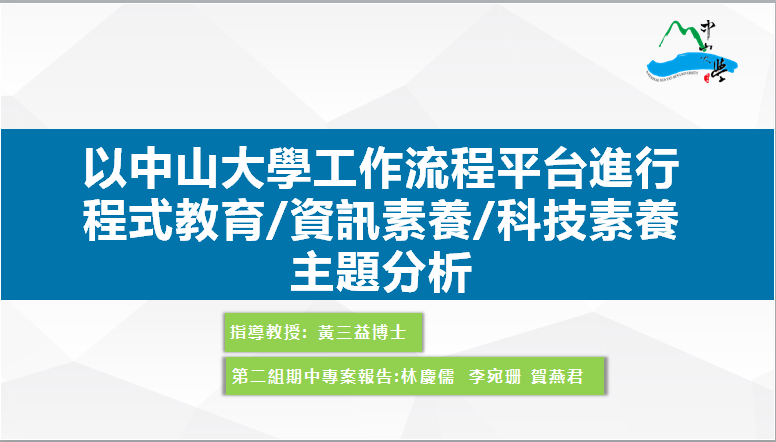 以中山大學工作流程平台進行
程式教育/資訊素養/科技素養
主題分析
指導教授: 黃三益博士
第二組期中專案報告:林慶儒 李宛珊 賀燕君